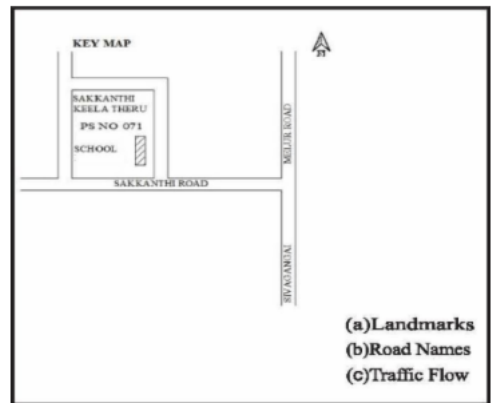 KEY MAP
N
SAKKANTHI
KEELA THERU
PS NO 071
SCHOOL
MELUR ROAD
SAKKANTHI ROAD
SIVAGANGAI
(a)Landmarks
(b)Road Names
(c)Traffic Flow